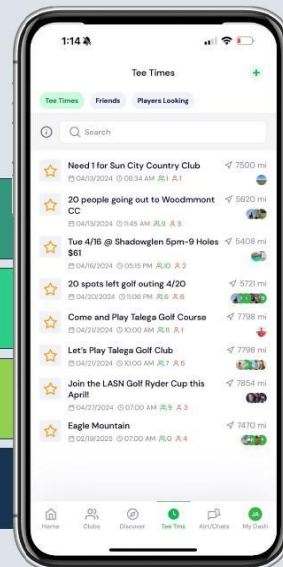 1:14
Tee Times
+
Tee Times Friends Players Looking
Search
Need 1 for Sun City Country Club 7500 mi
04/13/2024 08:34 AM 1 1
20 people going out to Woodmmont CC 5620 mi
04/13/2024 11:45 AM 9 3
Tue 4/16 @ Shadowglen 5pm-9 Holes $61 5408 mi
04/16/2024 05:15 PM 10 2
20 spots left golf outing 4/20 5721 mi
04/20/2024 11:06 PM 6 6
Come and Play Talega Golf Course 7798 mi
04/21/2024 10:00 AM 11 1
Let's Play Talega Golf Club 7798 mi
04/21/2024 10:00 AM 7 5
Join the LASN Golf Ryder Cup this April! 7854 mi
04/27/2024 07:00 AM 9 3
Eagle Mountain 7470 mi
02/19/2025 07:00 AM 0 4
Home Clubs Discover Tee Tms Alrt/Chats My Dash
JA